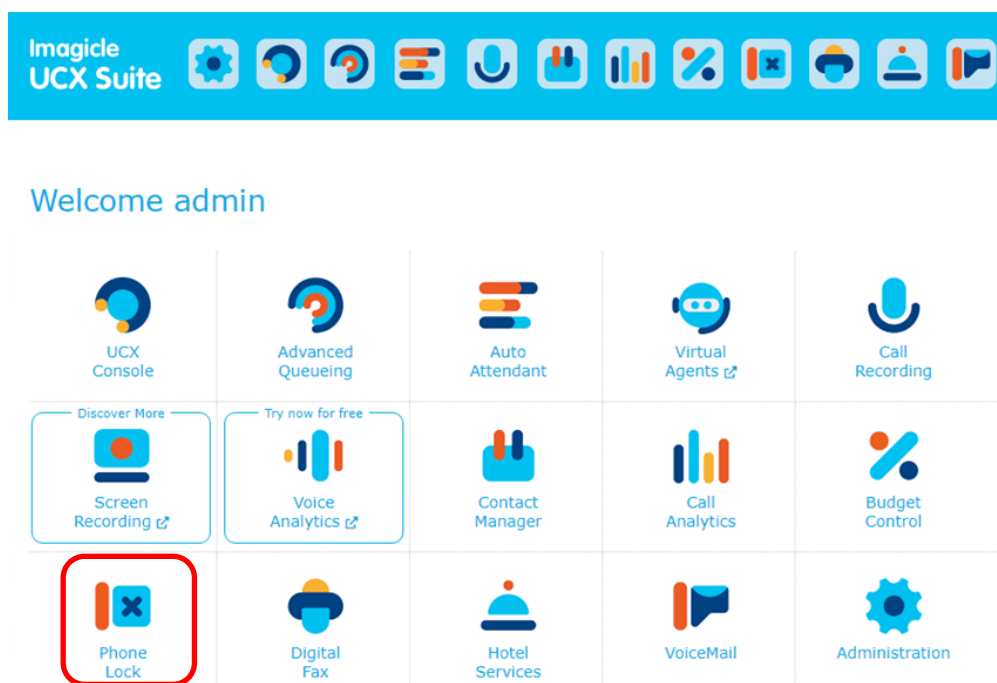 Imagicle
UCX Suite
Welcome admin
UCX
Console
Advanced
Queueing
Auto
Attendant
Virtual
Agents
Call
Recording
Discover More
Screen
Recording
Try now for free
Voice
Analytics
Contact
Manager
Call
Analytics
Budget
Control
Phone
Lock
Digital
Fax
Hotel
Services
VoiceMail
Administration